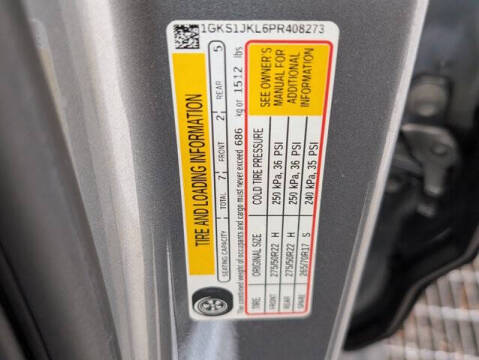 1GKS1JKL6PR408273
TIRE AND LOADING INFORMATION
SEATING CAPACITY | TOTAL 7 | FRONT 2 | REAR 5
The combined weight of occupants and cargo must never exceed 686 kg or 1512 lbs
TIRE ORIGINAL SIZE COLD TIRE PRESSURE
FRONT 275/50R22 H 250 kPa, 36 PSI
REAR 275/50R22 H 250 kPa, 36 PSI
SPARE 265/70R17 S 240 kPa, 35 PSI
SEE OWNER'S
MANUAL FOR
ADDITIONAL
INFORMATION